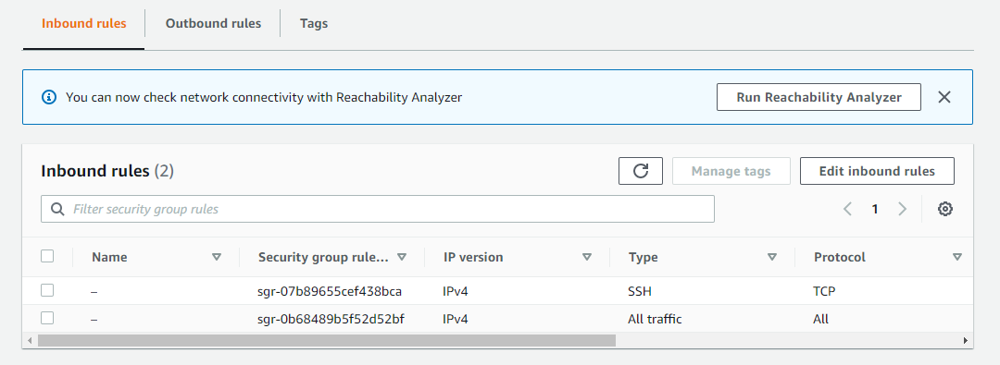 Inbound rules Outbound rules Tags
You can now check network connectivity with Reachability Analyzer Run Reachability Analyzer
Inbound rules (2) Manage tags Edit inbound rules
Filter security group rules 1
Name Security group rule... IP version Type Protocol
– sgr-07b89655cef438bca IPv4 SSH TCP
– sgr-0b68489b5f52d52bf IPv4 All traffic All